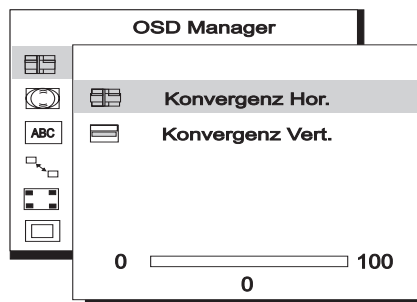 OSD Manager
Konvergenz Hor.
ABC
Konvergenz Vert.
0 100
0